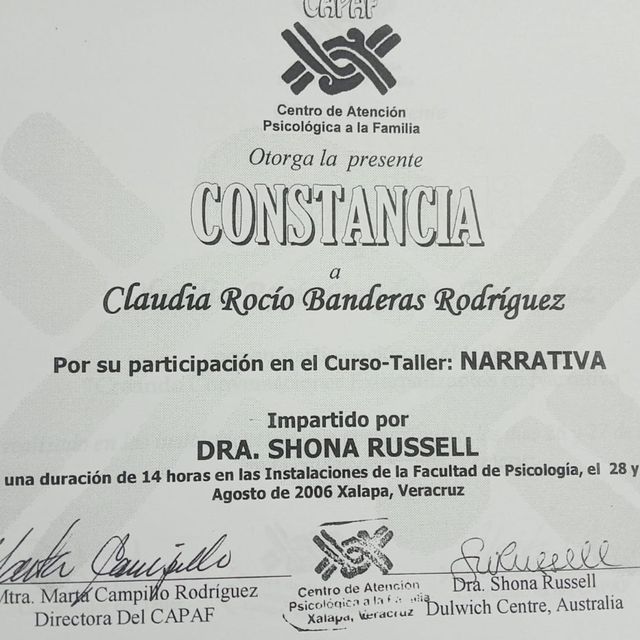 CAPAF
Centro de Atención
Psicológica a la Familia
Otorga la presente
CONSTANCIA
a
Claudia Rocío Banderas Rodríguez
Por su participación en el Curso-Taller: NARRATIVA
Impartido por
DRA. SHONA RUSSELL
una duración de 14 horas en las Instalaciones de la Facultad de Psicología, el 28 y
Agosto de 2006 Xalapa, Veracruz
Marta Campillo
Mtra. Marta Campillo Rodríguez
Directora Del CAPAF
Centro de Atención
Psicológica a la Familia
Xalapa, Veracruz
S Russell
Dra. Shona Russell
Dulwich Centre, Australia